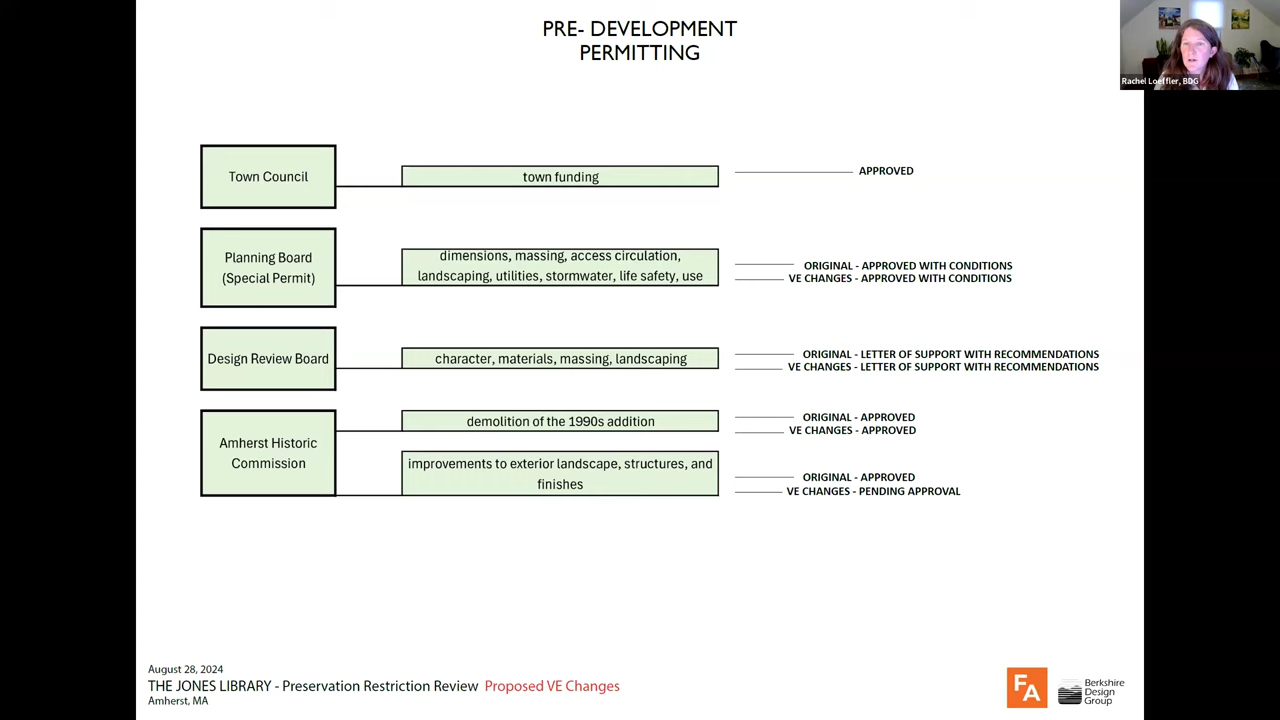 PRE- DEVELOPMENT
PERMITTING
Rachel Loeffler, BDG
Town Council
town funding
APPROVED
Planning Board
(Special Permit)
dimensions, massing, access circulation,
landscaping, utilities, stormwater, life safety, use
ORIGINAL - APPROVED WITH CONDITIONS
VE CHANGES - APPROVED WITH CONDITIONS
Design Review Board
character, materials, massing, landscaping
ORIGINAL - LETTER OF SUPPORT WITH RECOMMENDATIONS
VE CHANGES - LETTER OF SUPPORT WITH RECOMMENDATIONS
Amherst Historic
Commission
demolition of the 1990s addition
ORIGINAL - APPROVED
VE CHANGES - APPROVED
improvements to exterior landscape, structures, and
finishes
ORIGINAL - APPROVED
VE CHANGES - PENDING APPROVAL
August 28, 2024
THE JONES LIBRARY - Preservation Restriction Review Proposed VE Changes
Amherst, MA
FA
Berkshire
Design
Group